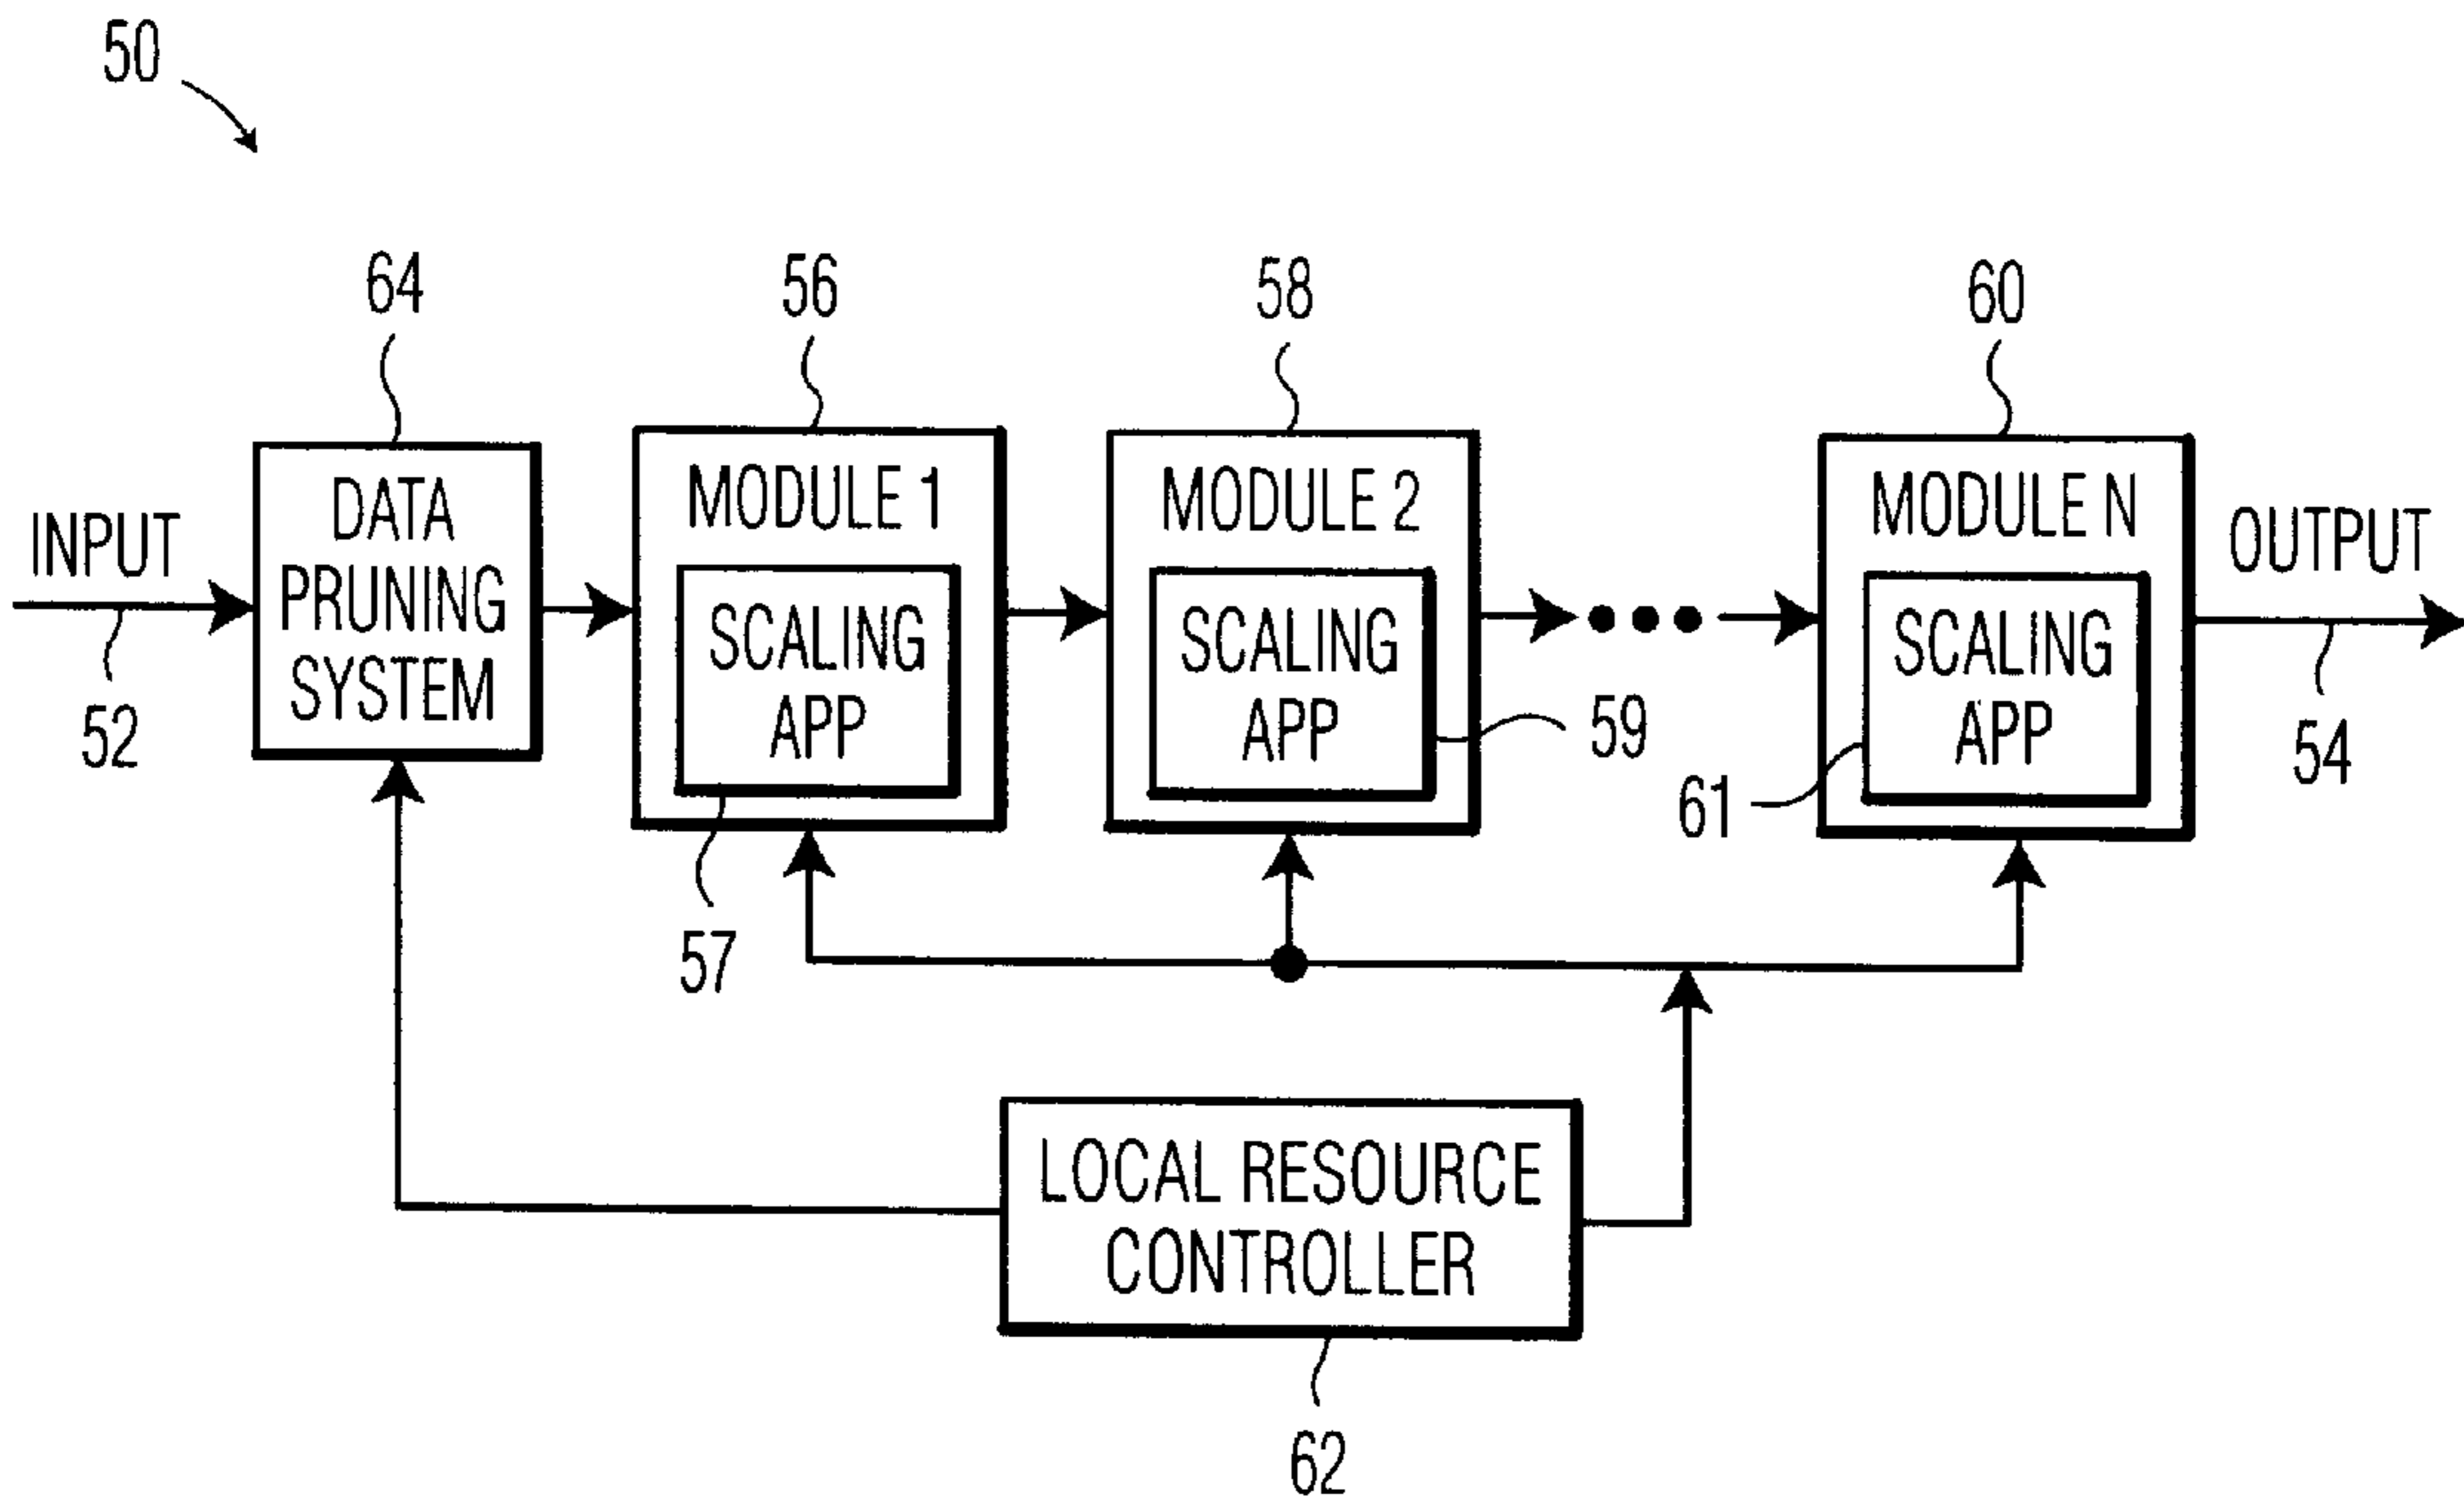 50
64
56
58
60
INPUT
52
DATA
PRUNING
SYSTEM
MODULE 1
SCALING
APP
57
MODULE 2
SCALING
APP
59
MODULE N
SCALING
APP
61
OUTPUT
54
LOCAL RESOURCE
CONTROLLER
62